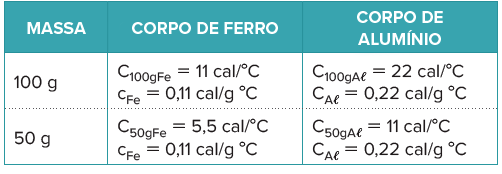 MASSA
CORPO DE FERRO
CORPO DE
ALUMÍNIO
100 g
C100gFe = 11 cal/°C
cFe = 0,11 cal/g °C
C100gAℓ = 22 cal/°C
CAℓ = 0,22 cal/g °C
50 g
C50gFe = 5,5 cal/°C
cFe = 0,11 cal/g °C
C50gAℓ = 11 cal/°C
CAℓ = 0,22 cal/g °C